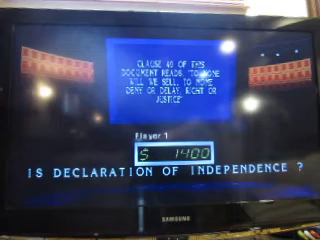 CLAUSE 40 OF THIS
DOCUMENT READS, "TO NONE
WILL WE SELL, TO NONE
DENY OR DELAY, RIGHT OR
JUSTICE"
Player 1
$ 1400
IS DECLARATION OF INDEPENDENCE ?
SAMSUNG